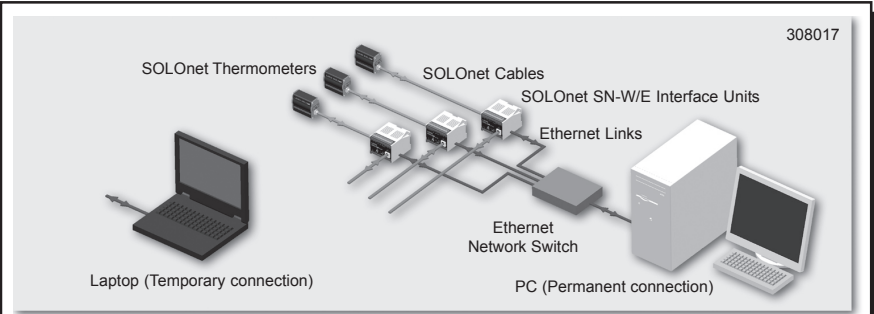 308017
SOLOnet Thermometers
SOLOnet Cables
SOLOnet SN-W/E Interface Units
Ethernet Links
Ethernet
Network Switch
Laptop (Temporary connection)
PC (Permanent connection)